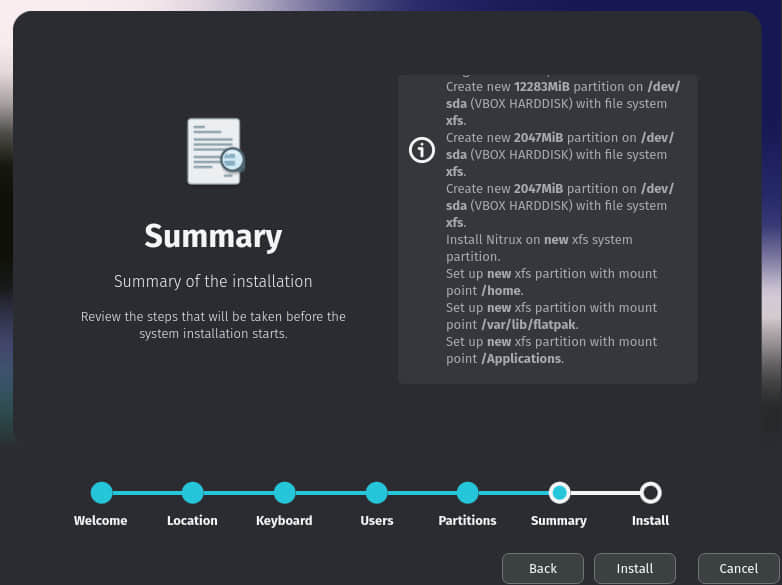 Summary
Summary of the installation
Review the steps that will be taken before the
system installation starts.
Create new 12283MiB partition on /dev/
sda (VBOX HARDDISK) with file system
xfs.
Create new 2047MiB partition on /dev/
sda (VBOX HARDDISK) with file system
xfs.
Create new 2047MiB partition on /dev/
sda (VBOX HARDDISK) with file system
xfs.
Install Nitrux on new xfs system
partition.
Set up new xfs partition with mount
point /home.
Set up new xfs partition with mount
point /var/lib/flatpak.
Set up new xfs partition with mount
point /Applications.
Welcome
Location
Keyboard
Users
Partitions
Summary
Install
Back
Install
Cancel